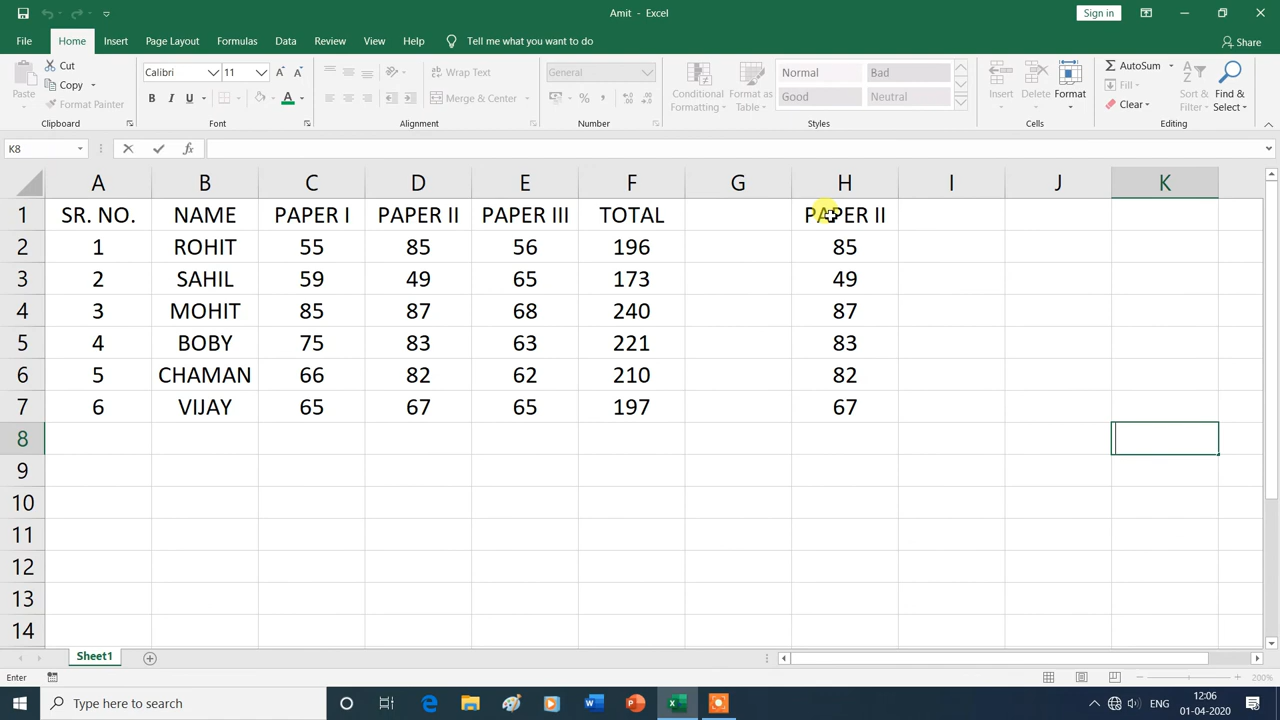 Amit - Excel
Sign in
File Home Insert Page Layout Formulas Data Review View Help Tell me what you want to do Share
Paste Cut Copy Format Painter Clipboard
Calibri 11 A A B I U A Font
Wrap Text Merge & Center Alignment
General % , Number
Conditional Formatting Format as Table Normal Bad Good Neutral Styles
Insert Delete Format Cells
AutoSum Fill Clear Sort & Filter Find & Select Editing
K8 fx
A B C D E F G H I J K
1 SR. NO. NAME PAPER I PAPER II PAPER III TOTAL PAPER II
2 1 ROHIT 55 85 56 196 85
3 2 SAHIL 59 49 65 173 49
4 3 MOHIT 85 87 68 240 87
5 4 BOBY 75 83 63 221 83
6 5 CHAMAN 66 82 62 210 82
7 6 VIJAY 65 67 65 197 67
8
9
10
11
12
13
14
Sheet1
Enter 200%
Type here to search ENG 12:06
01-04-2020